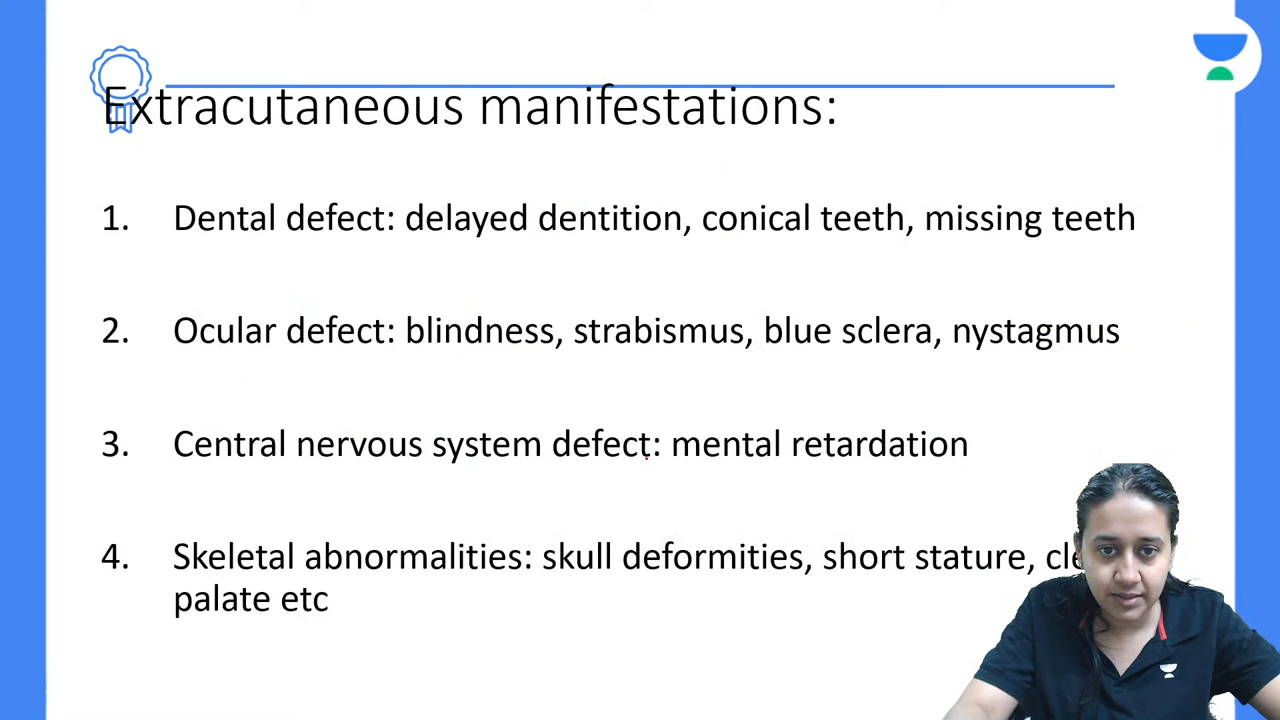 Extracutaneous manifestations:
1. Dental defect: delayed dentition, conical teeth, missing teeth
2. Ocular defect: blindness, strabismus, blue sclera, nystagmus
3. Central nervous system defect: mental retardation
4. Skeletal abnormalities: skull deformities, short stature,
palate etc